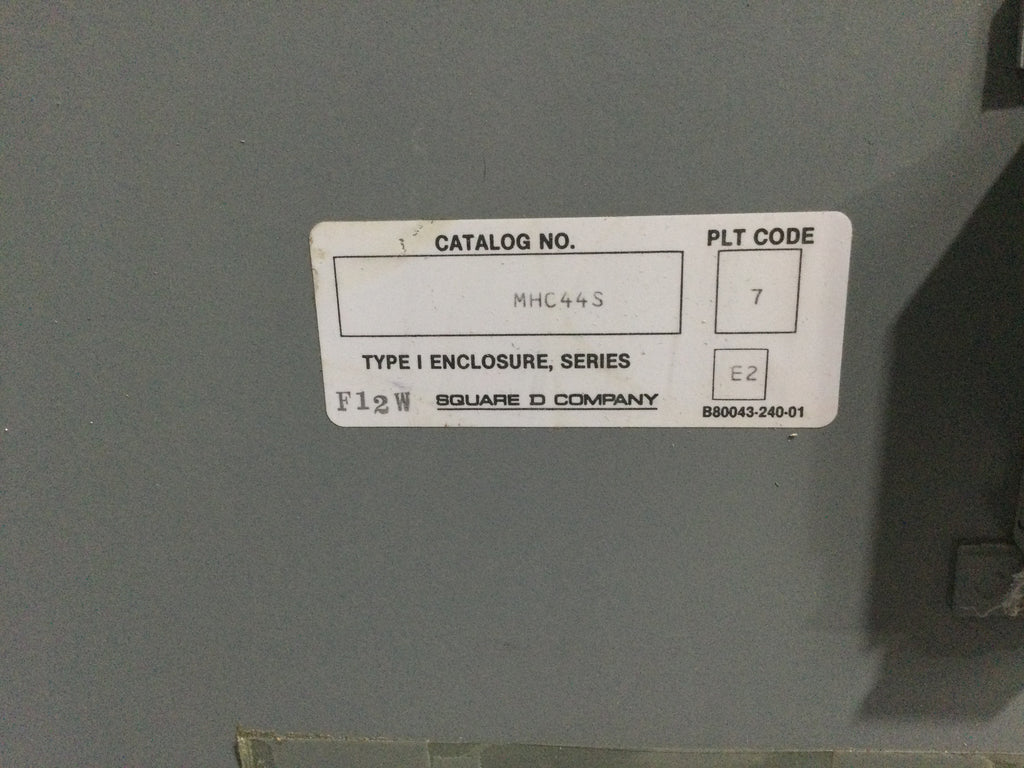 CATALOG NO. PLT CODE
MHC44S 7
TYPE I ENCLOSURE, SERIES E2
F12W SQUARE D COMPANY B80043-240-01